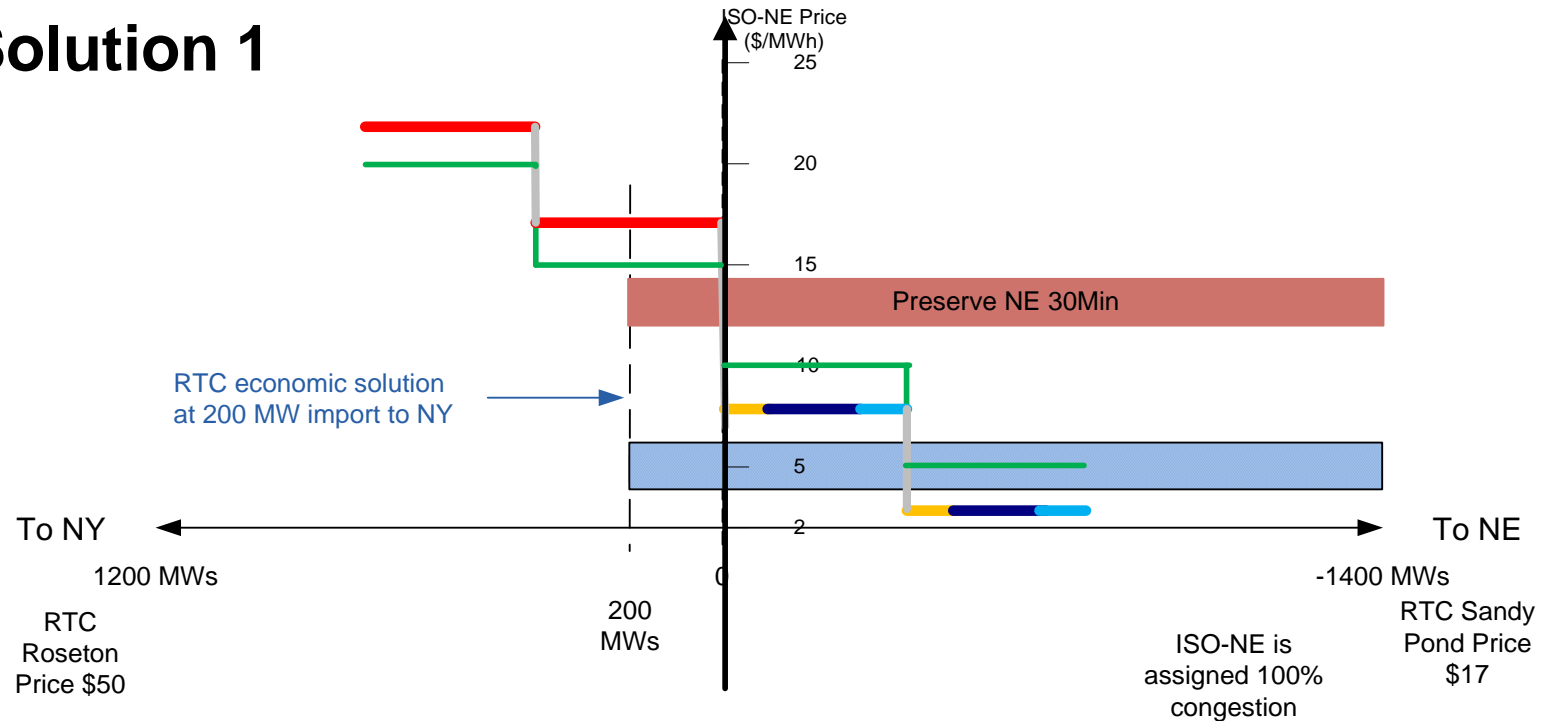 olution 1
SO-NE Price
($/MWh)
25
20
15
Preserve NE 30Min
10
RTC economic solution
at 200 MW import to NY
5
To NY
2
To NE
1200 MWs
0
-1400 MWs
RTC
Roseton
Price $50
200
MWs
ISO-NE is
assigned 100%
congestion
RTC Sandy
Pond Price
$17